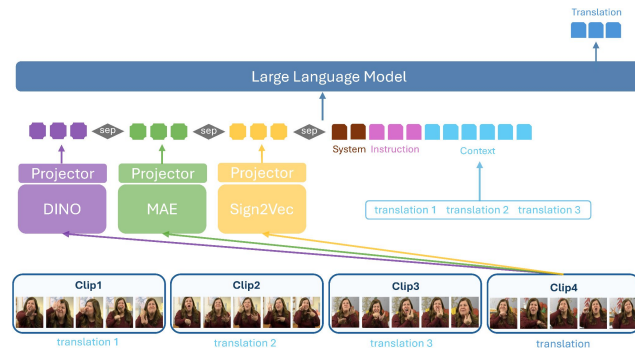 Translation
Large Language Model
sep sep sep
System Instruction Context
Projector Projector Projector
DINO MAE Sign2Vec
translation 1 translation 2 translation 3
Clip1 Clip2 Clip3 Clip4
translation 1 translation 2 translation 3 translation